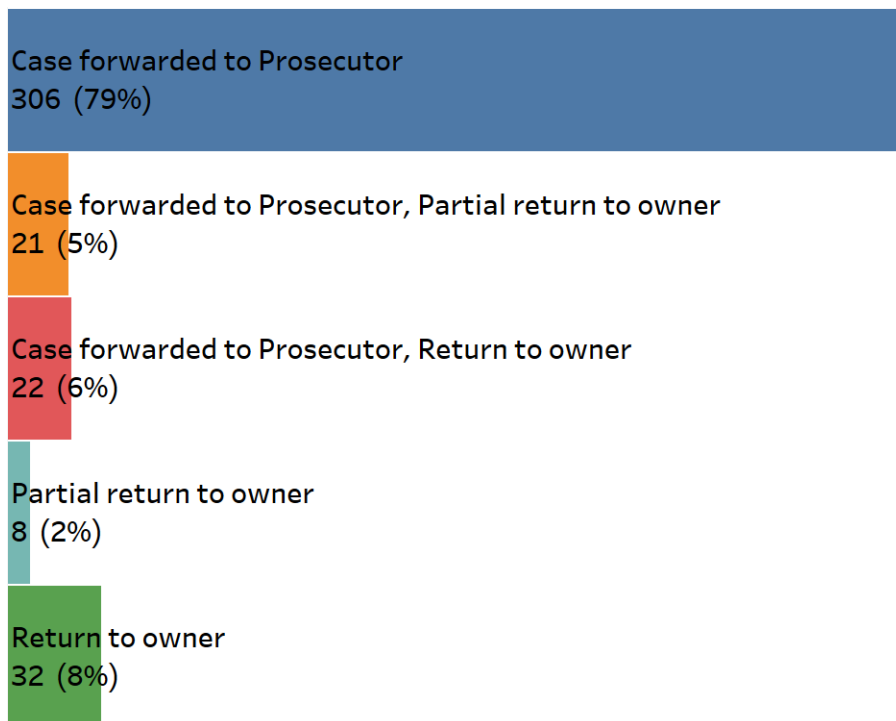 Case forwarded to Prosecutor
306 (79%)
Case forwarded to Prosecutor, Partial return to owner
21 (5%)
Case forwarded to Prosecutor, Return to owner
22 (6%)
Partial return to owner
8 (2%)
Return to owner
32 (8%)